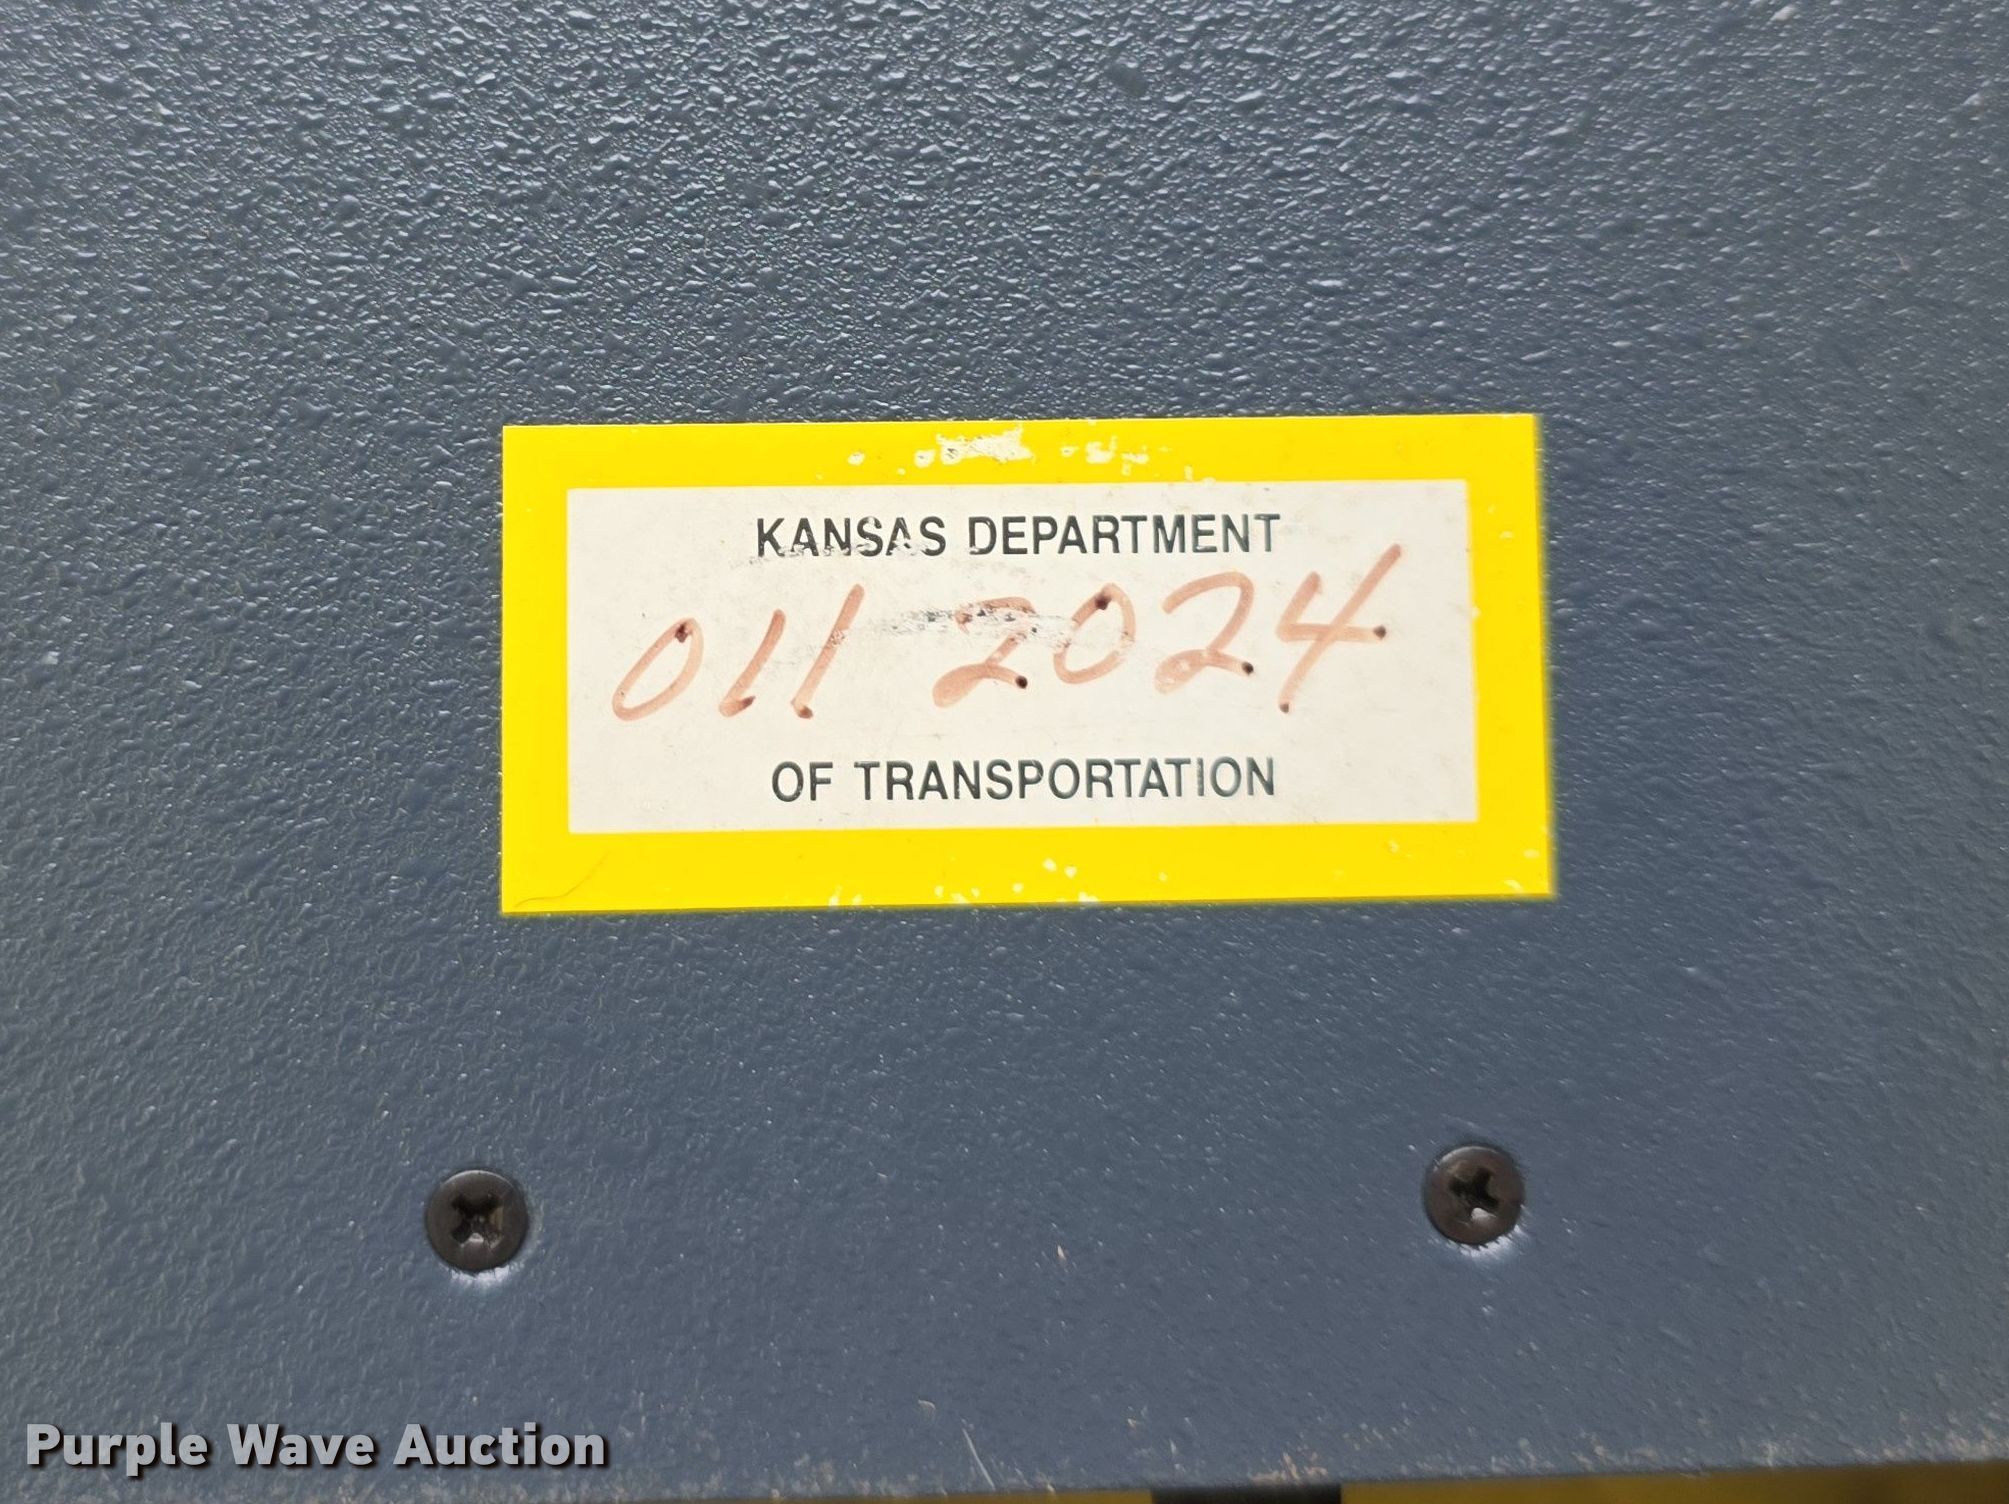 KANSAS DEPARTMENT
011 2024
OF TRANSPORTATION
Purple Wave Auction